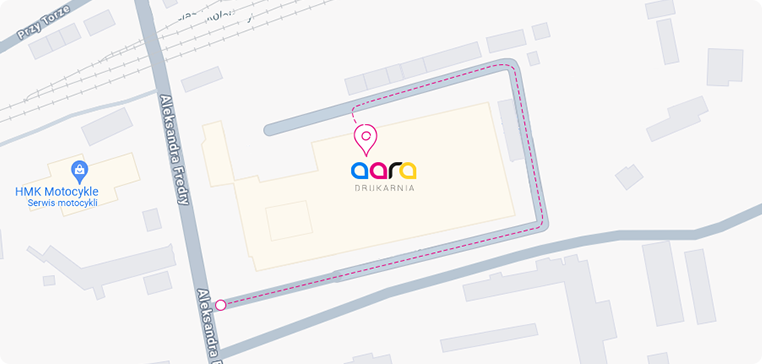 Przy Torze
Aleksandra Fredry
HMK Motocykle
Serwis motocykli
aara
DRUKARNIA
Aleksandra F